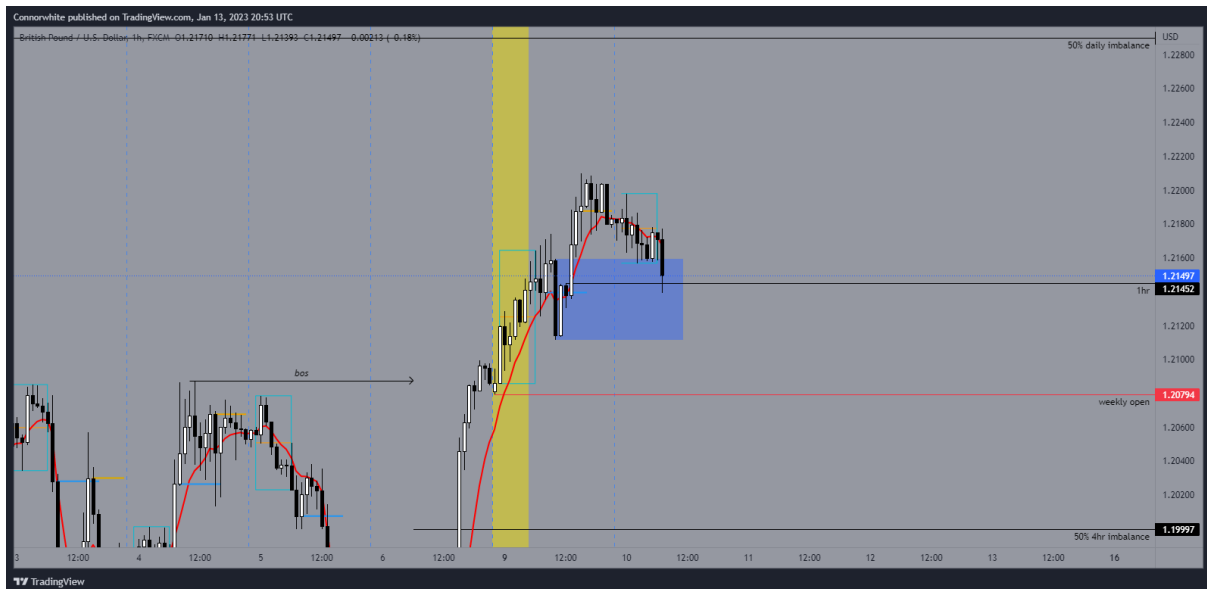 Connorwhite published on TradingView.com, Jan 13, 2023 20:53 UTC
British Pound / U.S. Dollar, 1h, FXCM O1.21710 H1.21771 L1.21393 C1.21497 −0.00213 (−0.18%)
USD
50% daily imbalance
1.22800
1.22600
1.22400
1.22200
1.22000
1.21800
1.21600
1.21497
1hr
1.21452
1.21200
1.21000
bos
1.20794
weekly open
1.20600
1.20400
1.20200
1.19997
50% 4hr imbalance
3 12:00 4 12:00 5 12:00 6 12:00 9 12:00 10 12:00 11 12:00 12 12:00 13 12:00 16
TradingView